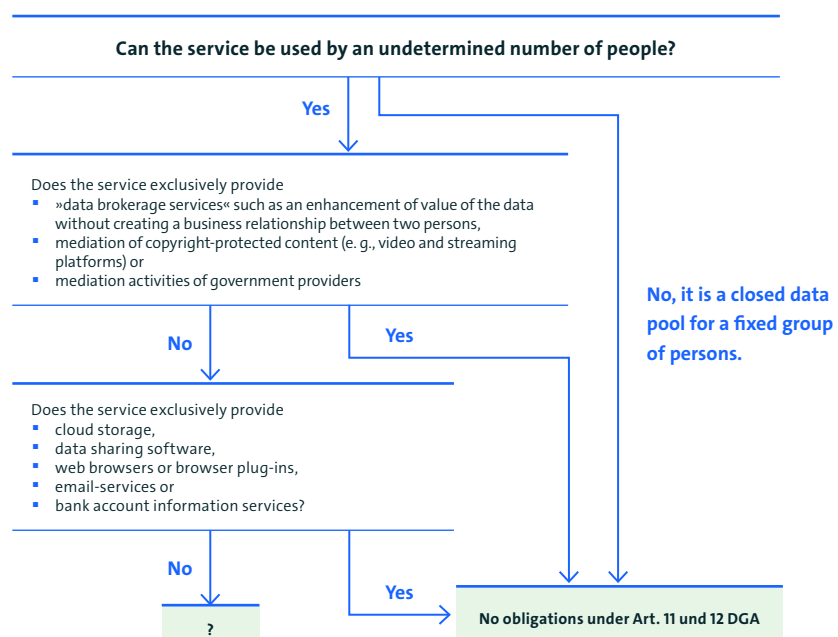 Can the service be used by an undetermined number of people?
Yes
Does the service exclusively provide
▪ »data brokerage services« such as an enhancement of value of the data
without creating a business relationship between two persons,
▪ mediation of copyright-protected content (e. g., video and streaming
platforms) or
▪ mediation activities of government providers
No, it is a closed data
pool for a fixed group
of persons.
No
Yes
Does the service exclusively provide
▪ cloud storage,
▪ data sharing software,
▪ web browsers or browser plug-ins,
▪ email-services or
▪ bank account information services?
No
Yes
?
No obligations under Art. 11 und 12 DGA